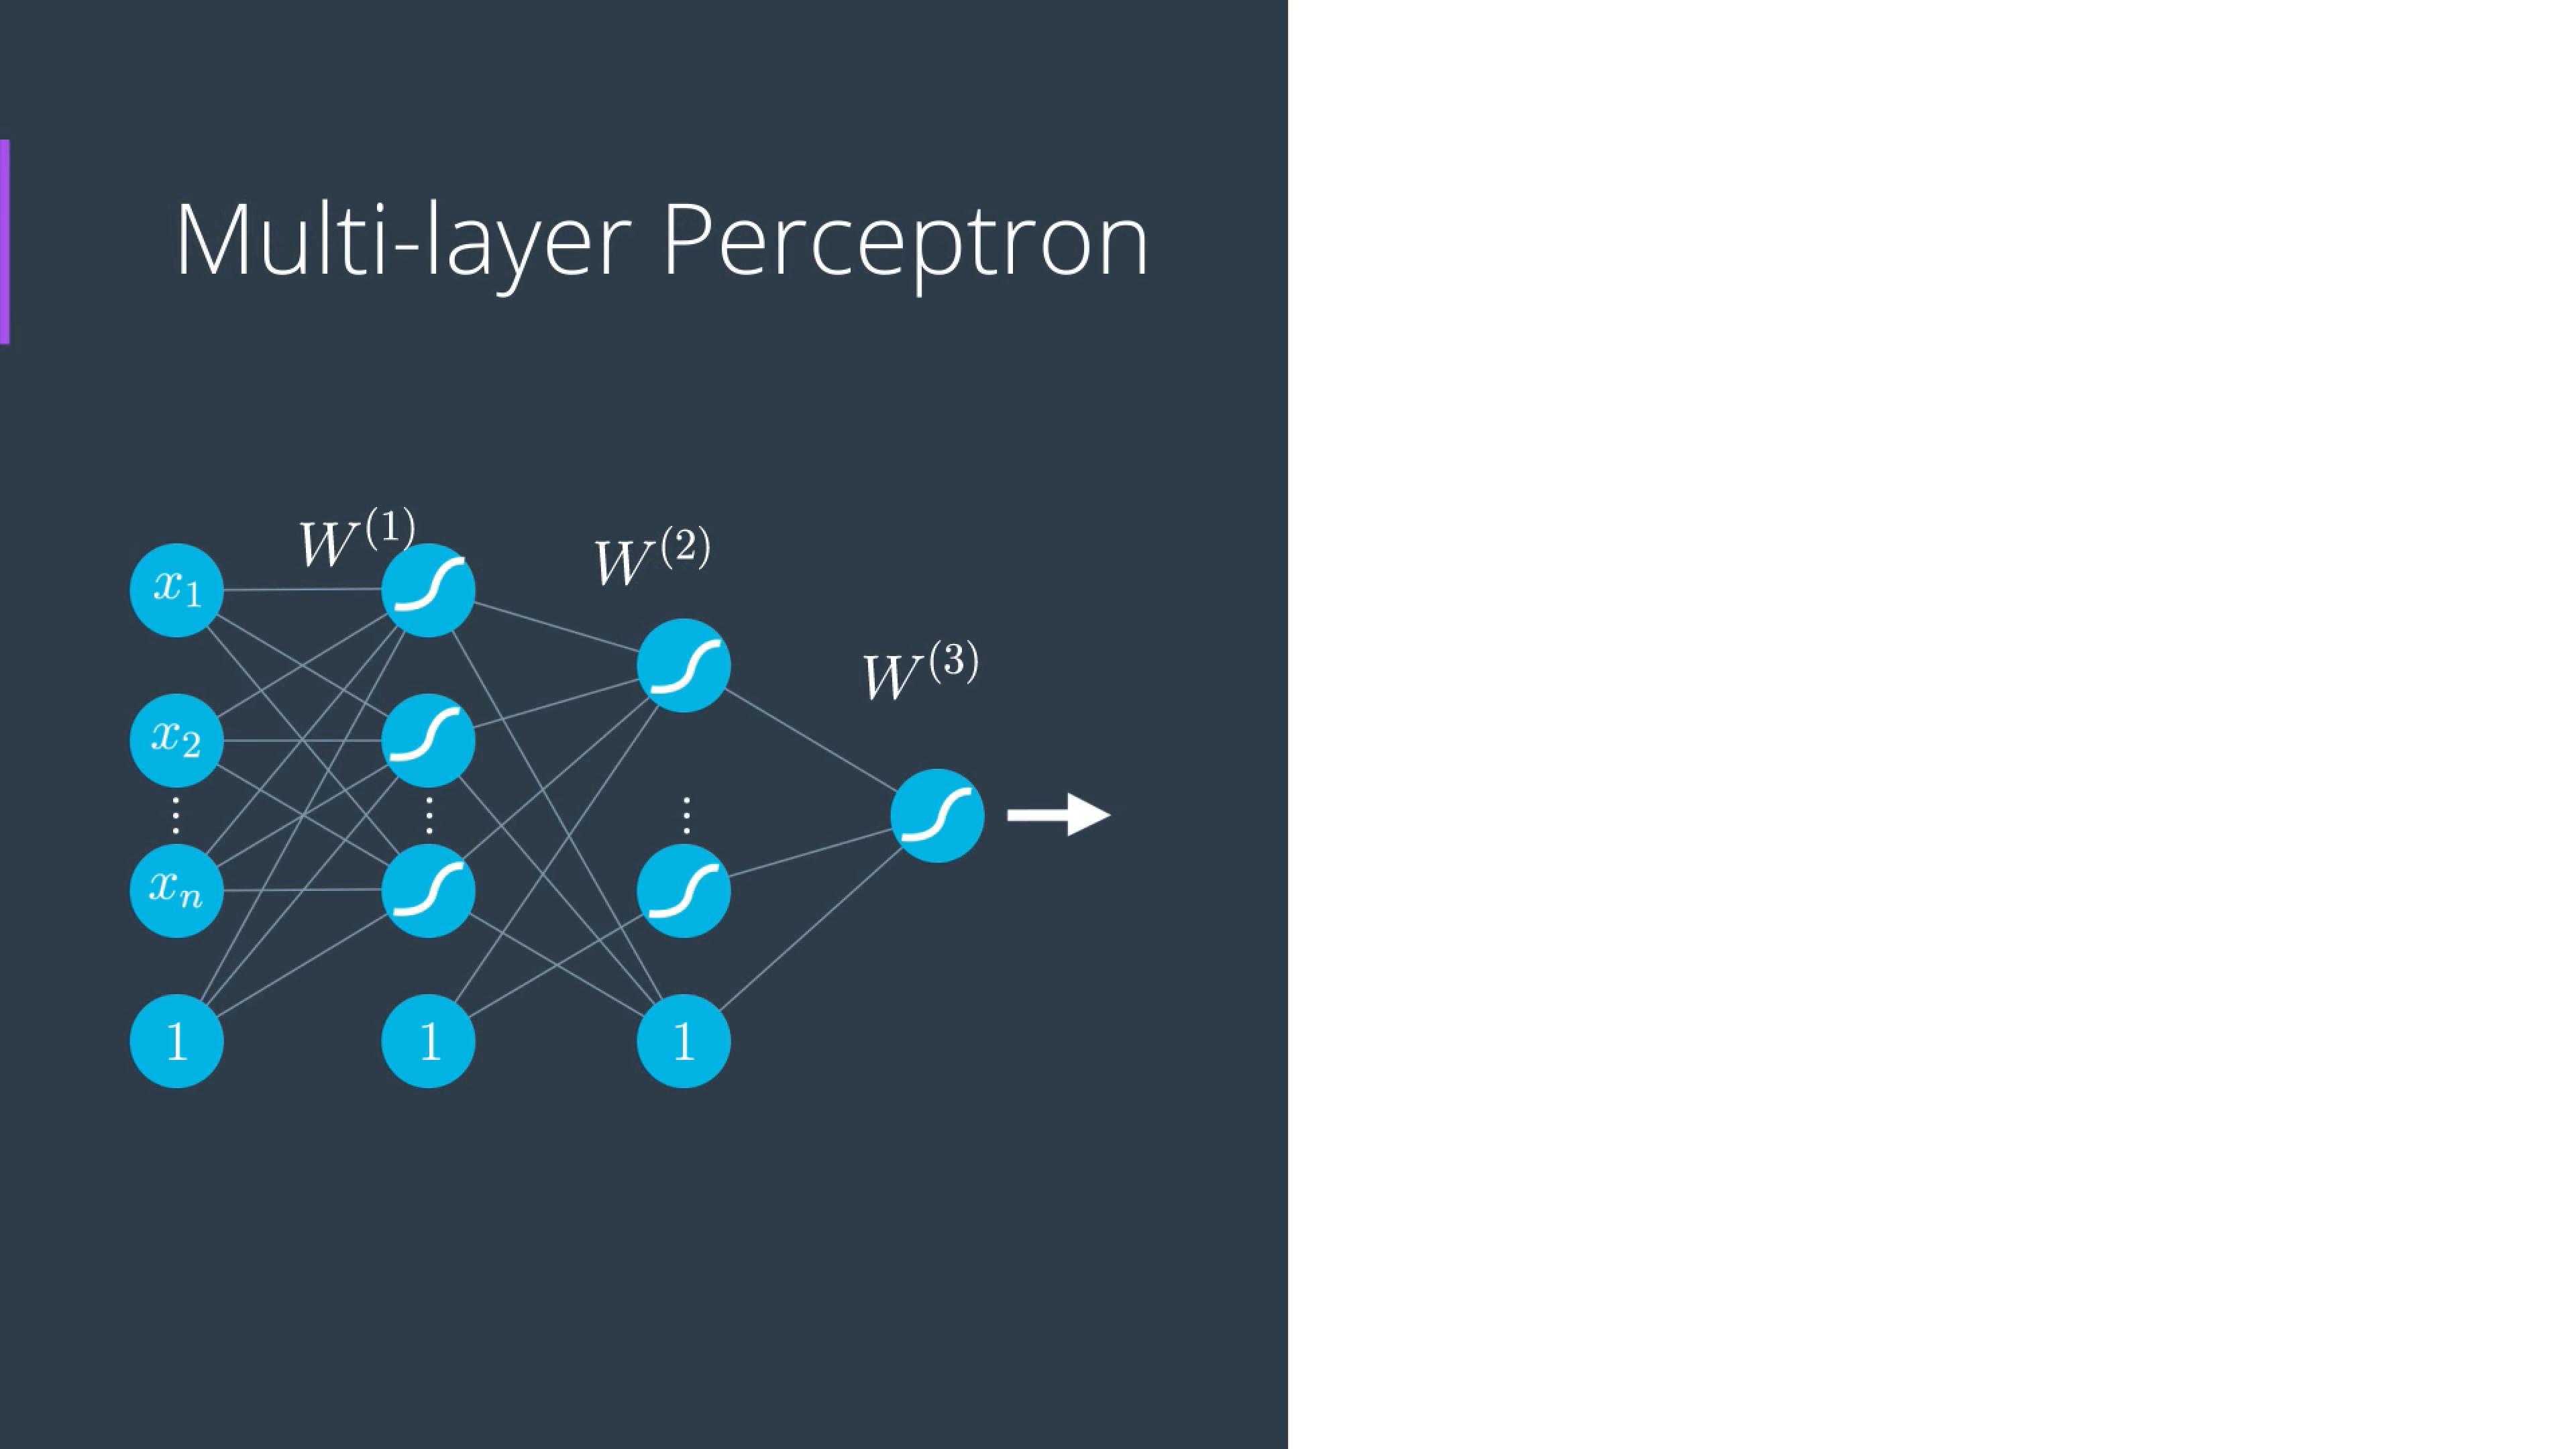 Multi-layer Perceptron
W^(1)
W^(2)
W^(3)
x_1
x_2
⋮ ⋮ ⋮
x_n
1 1 1